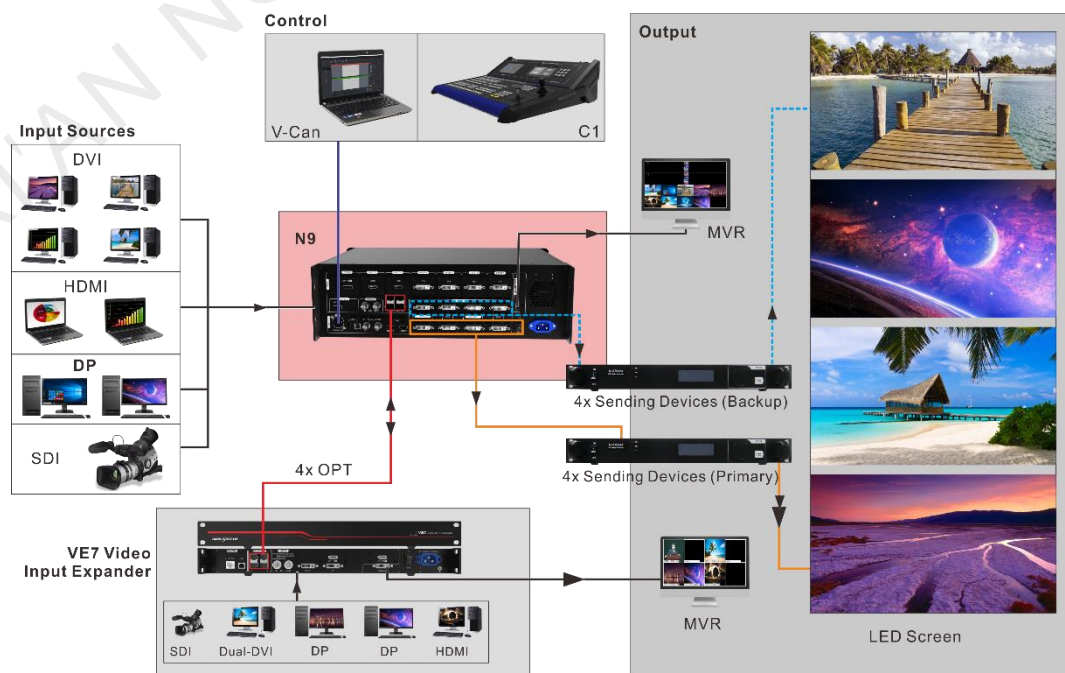 Control
Output
V-Can
C1
Input Sources
DVI
HDMI
DP
SDI
N9
MVR
4x Sending Devices (Backup)
4x Sending Devices (Primary)
4x OPT
VE7 Video
Input Expander
VE7
SDI
Dual-DVI
DP
DP
HDMI
MVR
LED Screen